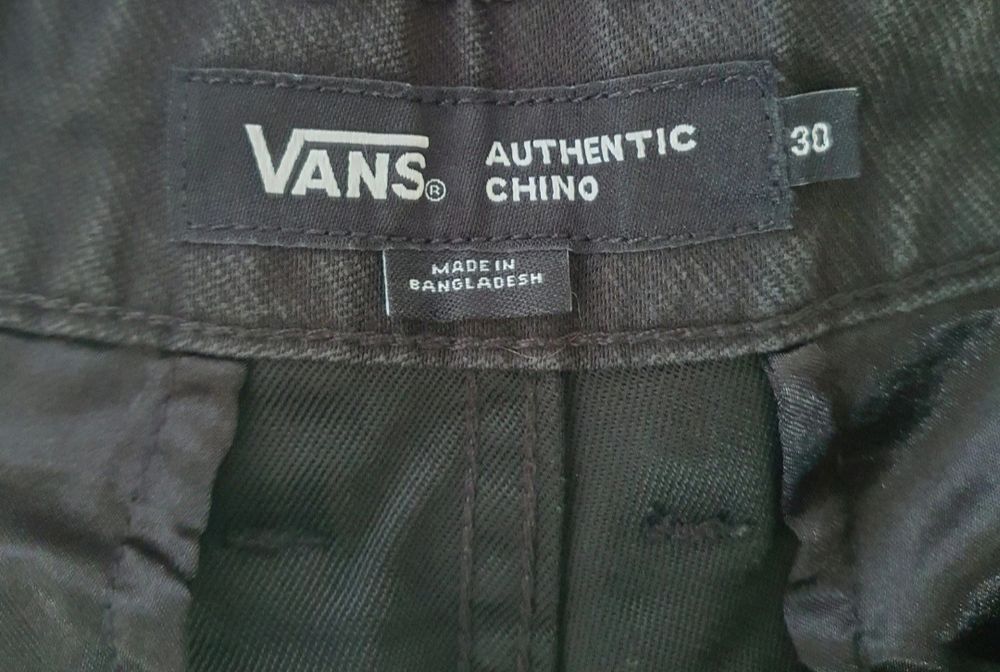 VANS® AUTHENTIC
CHINO
30
MADE IN
BANGLADESH